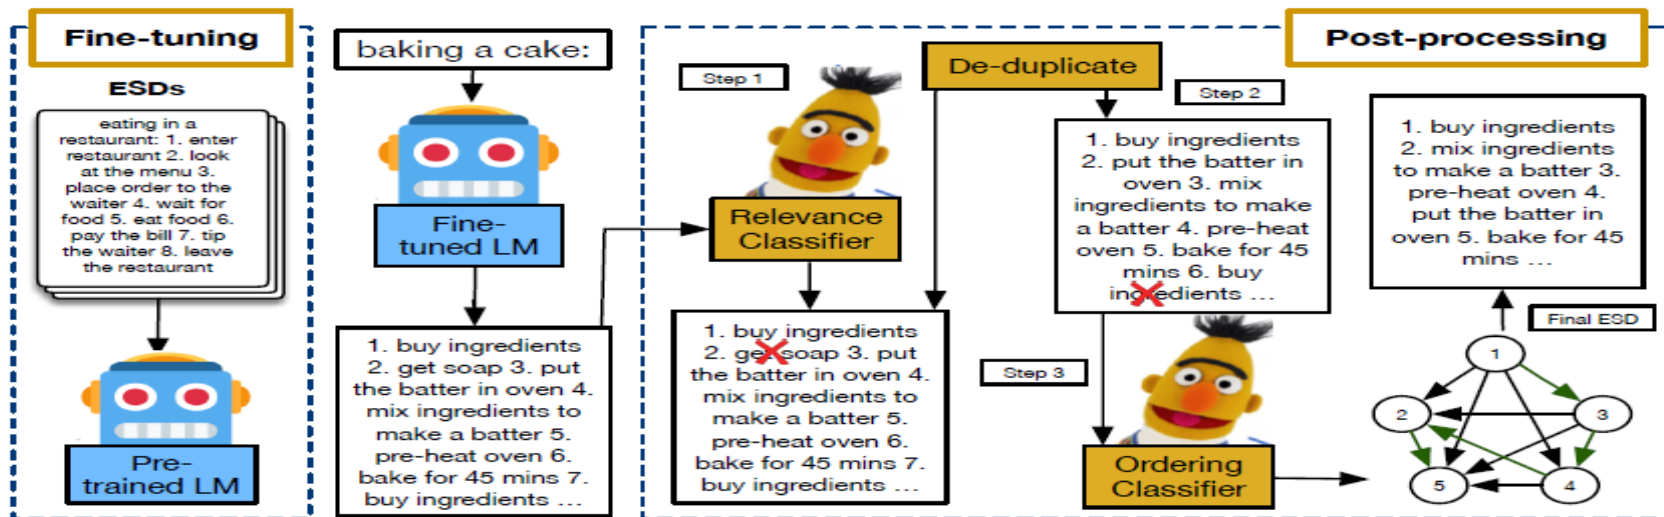 Fine-tuning
ESDs
eating in a
restaurant: 1. enter
restaurant 2. look
at the menu 3.
place order to the
waiter 4. wait for
food 5. eat food 6.
pay the bill 7. tip
the waiter 8. leave
the restaurant
Pre-
trained LM
baking a cake:
Fine-
tuned LM
1. buy ingredients
2. get soap 3. put
the batter in oven 4.
mix ingredients to
make a batter 5.
pre-heat oven 6.
bake for 45 mins 7.
buy ingredients ...
Post-processing
Step 1
Relevance
Classifier
De-duplicate
1. buy ingredients
2. get soap 3. put
the batter in oven 4.
mix ingredients to
make a batter 5.
pre-heat oven 6.
bake for 45 mins 7.
buy ingredients ...
Step 2
1. buy ingredients
2. put the batter in
oven 3. mix
ingredients to make
a batter 4. pre-heat
oven 5. bake for 45
mins 6. buy
ingredients ...
Step 3
Ordering
Classifier
1
2
3
5
4
Final ESD
1. buy ingredients
2. mix ingredients
to make a batter 3.
pre-heat oven 4.
put the batter in
oven 5. bake for 45
mins ...